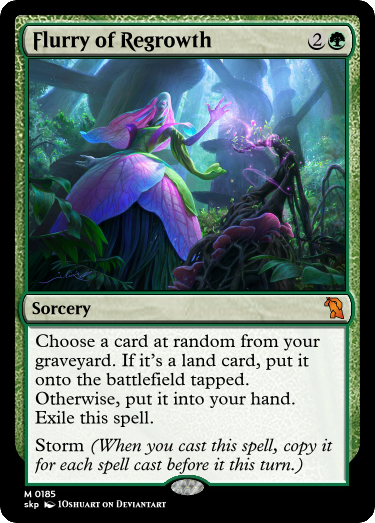 Flurry of Regrowth 2
Sorcery
Choose a card at random from your
graveyard. If it's a land card, put it
onto the battlefield tapped.
Otherwise, put it into your hand.
Exile this spell.
Storm (When you cast this spell, copy it
for each spell cast before it this turn.)
M 0185
skp 1Oshuart on Deviantart